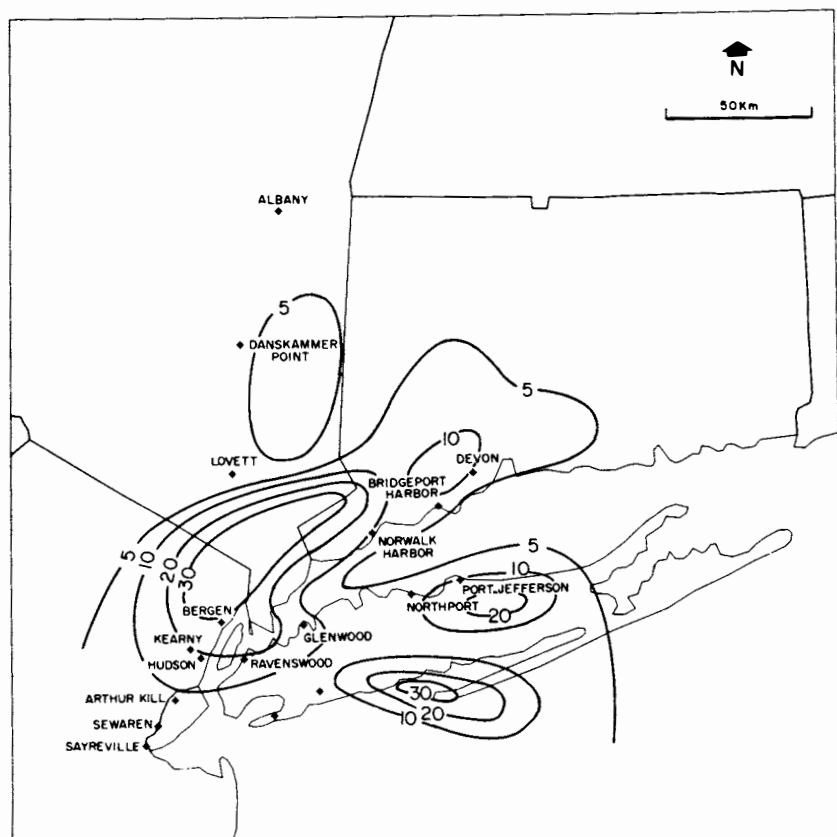 N
50Km
ALBANY
5
DANSKAMMER
POINT
5
10
LOVETT
DEVON
BRIDGEPORT
HARBOR
NORWALK
HARBOR
5
10
20
30
5
10
PORT JEFFERSON
NORTHPORT
20
BERGEN
GLENWOOD
KEARNY
HUDSON
RAVENSWOOD
ARTHUR KILL
30
10
20
SEWAREN
SAYREVILLE